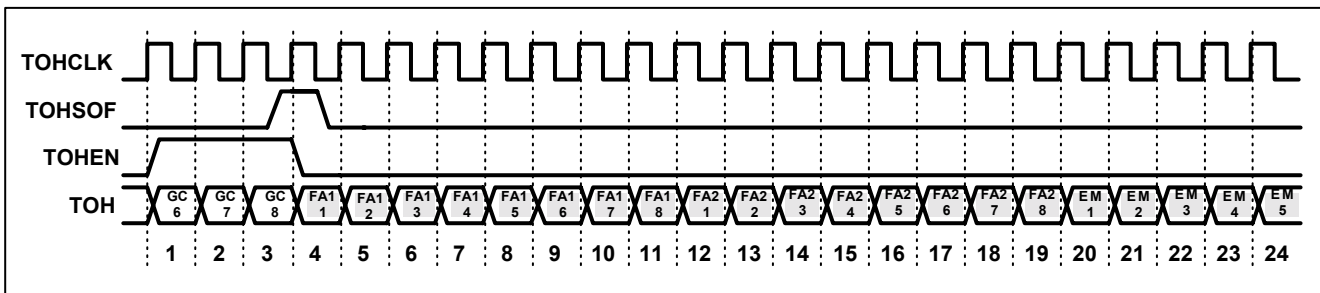 TOHCLK
TOHSOF
TOHEN
TOH
GC 6 GC 7 GC 8 FA1 1 FA1 2 FA1 3 FA1 4 FA1 5 FA1 6 FA1 7 FA1 8 FA2 1 FA2 2 FA2 3 FA2 4 FA2 5 FA2 6 FA2 7 FA2 8 EM 1 EM 2 EM 3 EM 4 EM 5
1 2 3 4 5 6 7 8 9 10 11 12 13 14 15 16 17 18 19 20 21 22 23 24